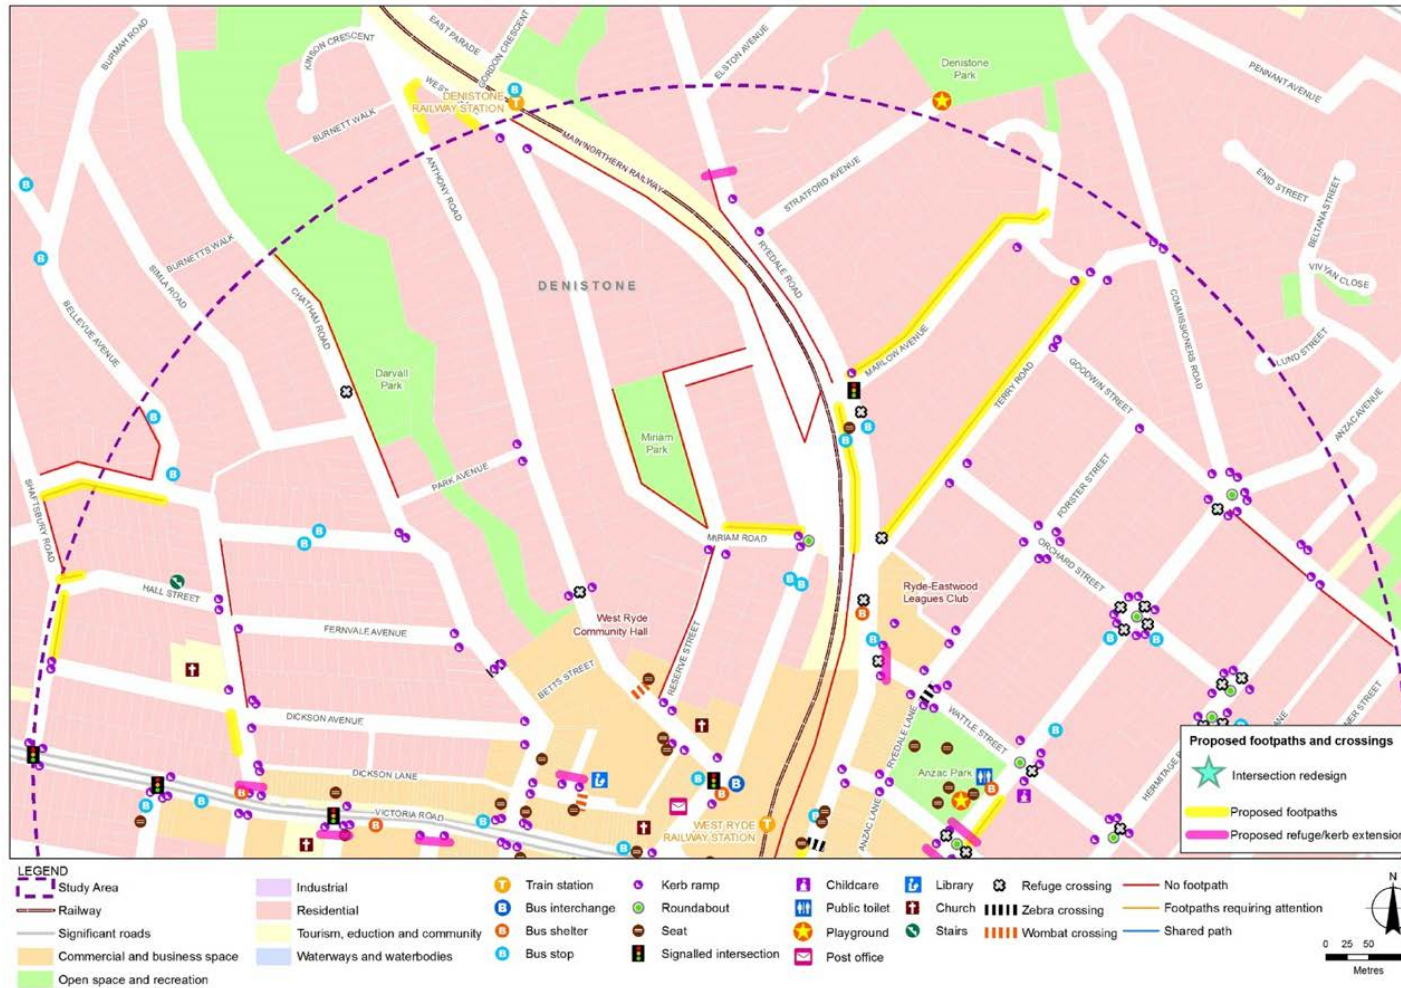 BURMAH ROAD
KINSON CRESCENT
EAST PARADE
GORDON CRESCENT
WEST
DENISTONE
RAILWAY STATION
ELSTON AVENUE
Denistone
Park
PENNANT AVENUE
BURNETT WALK
MAIN NORTHERN RAILWAY
ANTHONY ROAD
STRATFORD AVENUE
ENID STREET
BELTANA STREET
BURNETTS WALK
SIMLA ROAD
RYEDALE ROAD
VIVYAN CLOSE
DENISTONE
BELLEVUE AVENUE
CHATHAM ROAD
COMMISSIONERS ROAD
LUND STREET
MARLOW AVENUE
Darvall
Park
TERRY ROAD
GOODWIN STREET
ANZAC AVENUE
Miriam
Park
PARK AVENUE
FORSTER STREET
SHAFTSBURY ROAD
MIRIAM ROAD
ORCHARD STREET
HALL STREET
Ryde-Eastwood
Leagues Club
FERNVALE AVENUE
West Ryde
Community Hall
RESERVE STREET
BETTS STREET
DICKSON AVENUE
RYEDALE LANE
WATTLE STREET
MER STREET
LANE
HERMITAGE R
DICKSON LANE
Anzac Park
VICTORIA ROAD
WEST RYDE
RAILWAY STATION
ANZAC LANE
Proposed footpaths and crossings
Intersection redesign
Proposed footpaths
Proposed refuge/kerb extension
LEGEND
Study Area
Railway
Significant roads
Commercial and business space
Open space and recreation
Industrial
Residential
Tourism, eduction and community
Waterways and waterbodies
T Train station
B Bus interchange
B Bus shelter
B Bus stop
Kerb ramp
Roundabout
Seat
Signalled intersection
Childcare
Public toilet
Playground
Post office
Library
Church
Stairs
Refuge crossing
Zebra crossing
Wombat crossing
No footpath
Footpaths requiring attention
Shared path
N
0 25 50
Metres